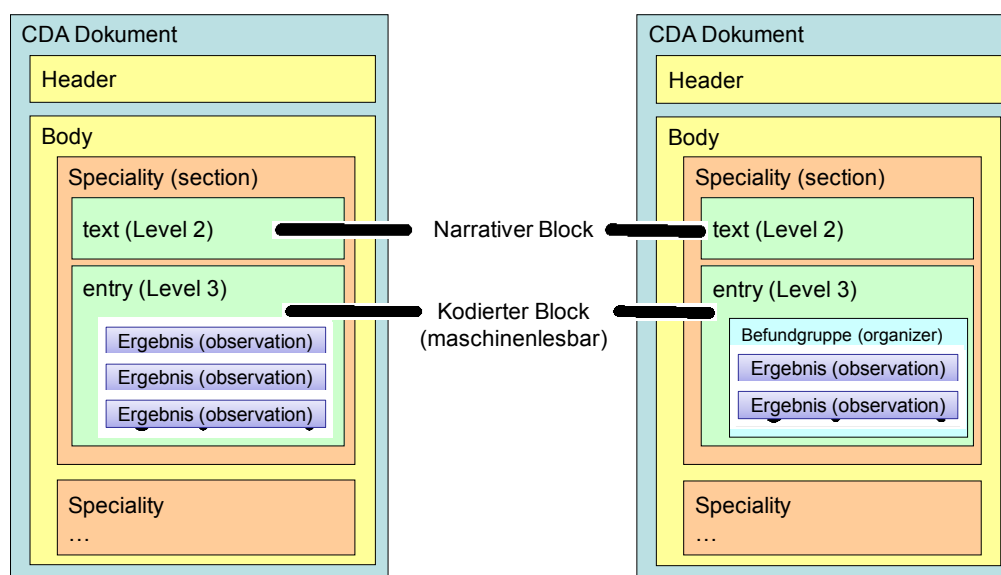 CDA Dokument
Header
Body
Speciality (section)
text (Level 2)
entry (Level 3)
Ergebnis (observation)
Ergebnis (observation)
Ergebnis (observation)
Speciality
…
Narrativer Block
Kodierter Block
(maschinenlesbar)
CDA Dokument
Header
Body
Speciality (section)
text (Level 2)
entry (Level 3)
Befundgruppe (organizer)
Ergebnis (observation)
Ergebnis (observation)
Speciality
…